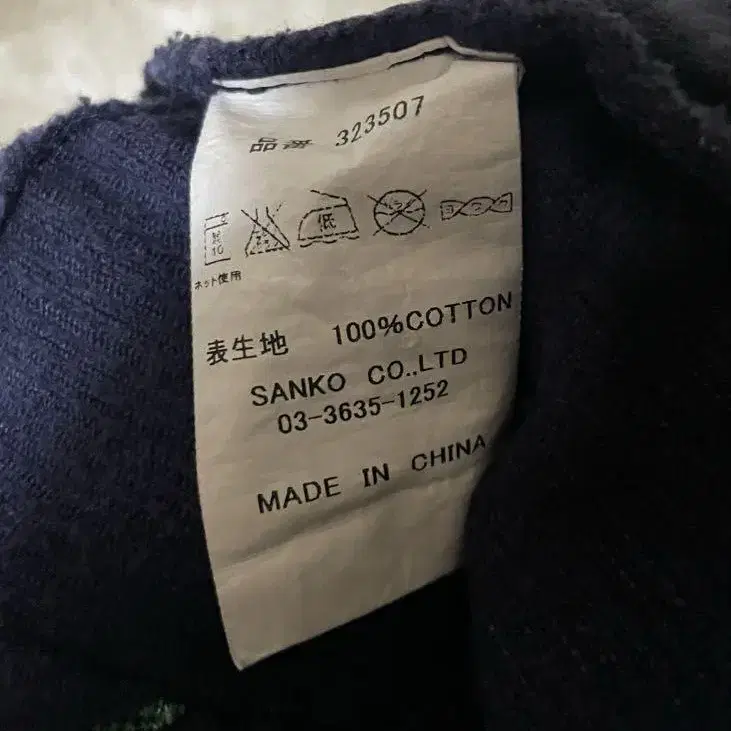 品番 323507
低
ネット使用
表生地 100%COTTON
SANKO CO.,LTD
03-3635-1252
MADE IN CHINA